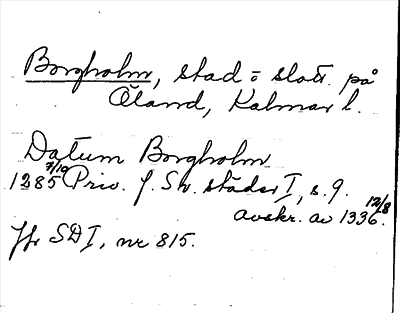 Borgholm, stad o slott på
Öland, Kalmar l.
Datum Borgholm
1285 7/10 Priv. f. Sv. städer I, s. 9.
avskr. av 1336 12/8.
Jfr SD I, nr 815.